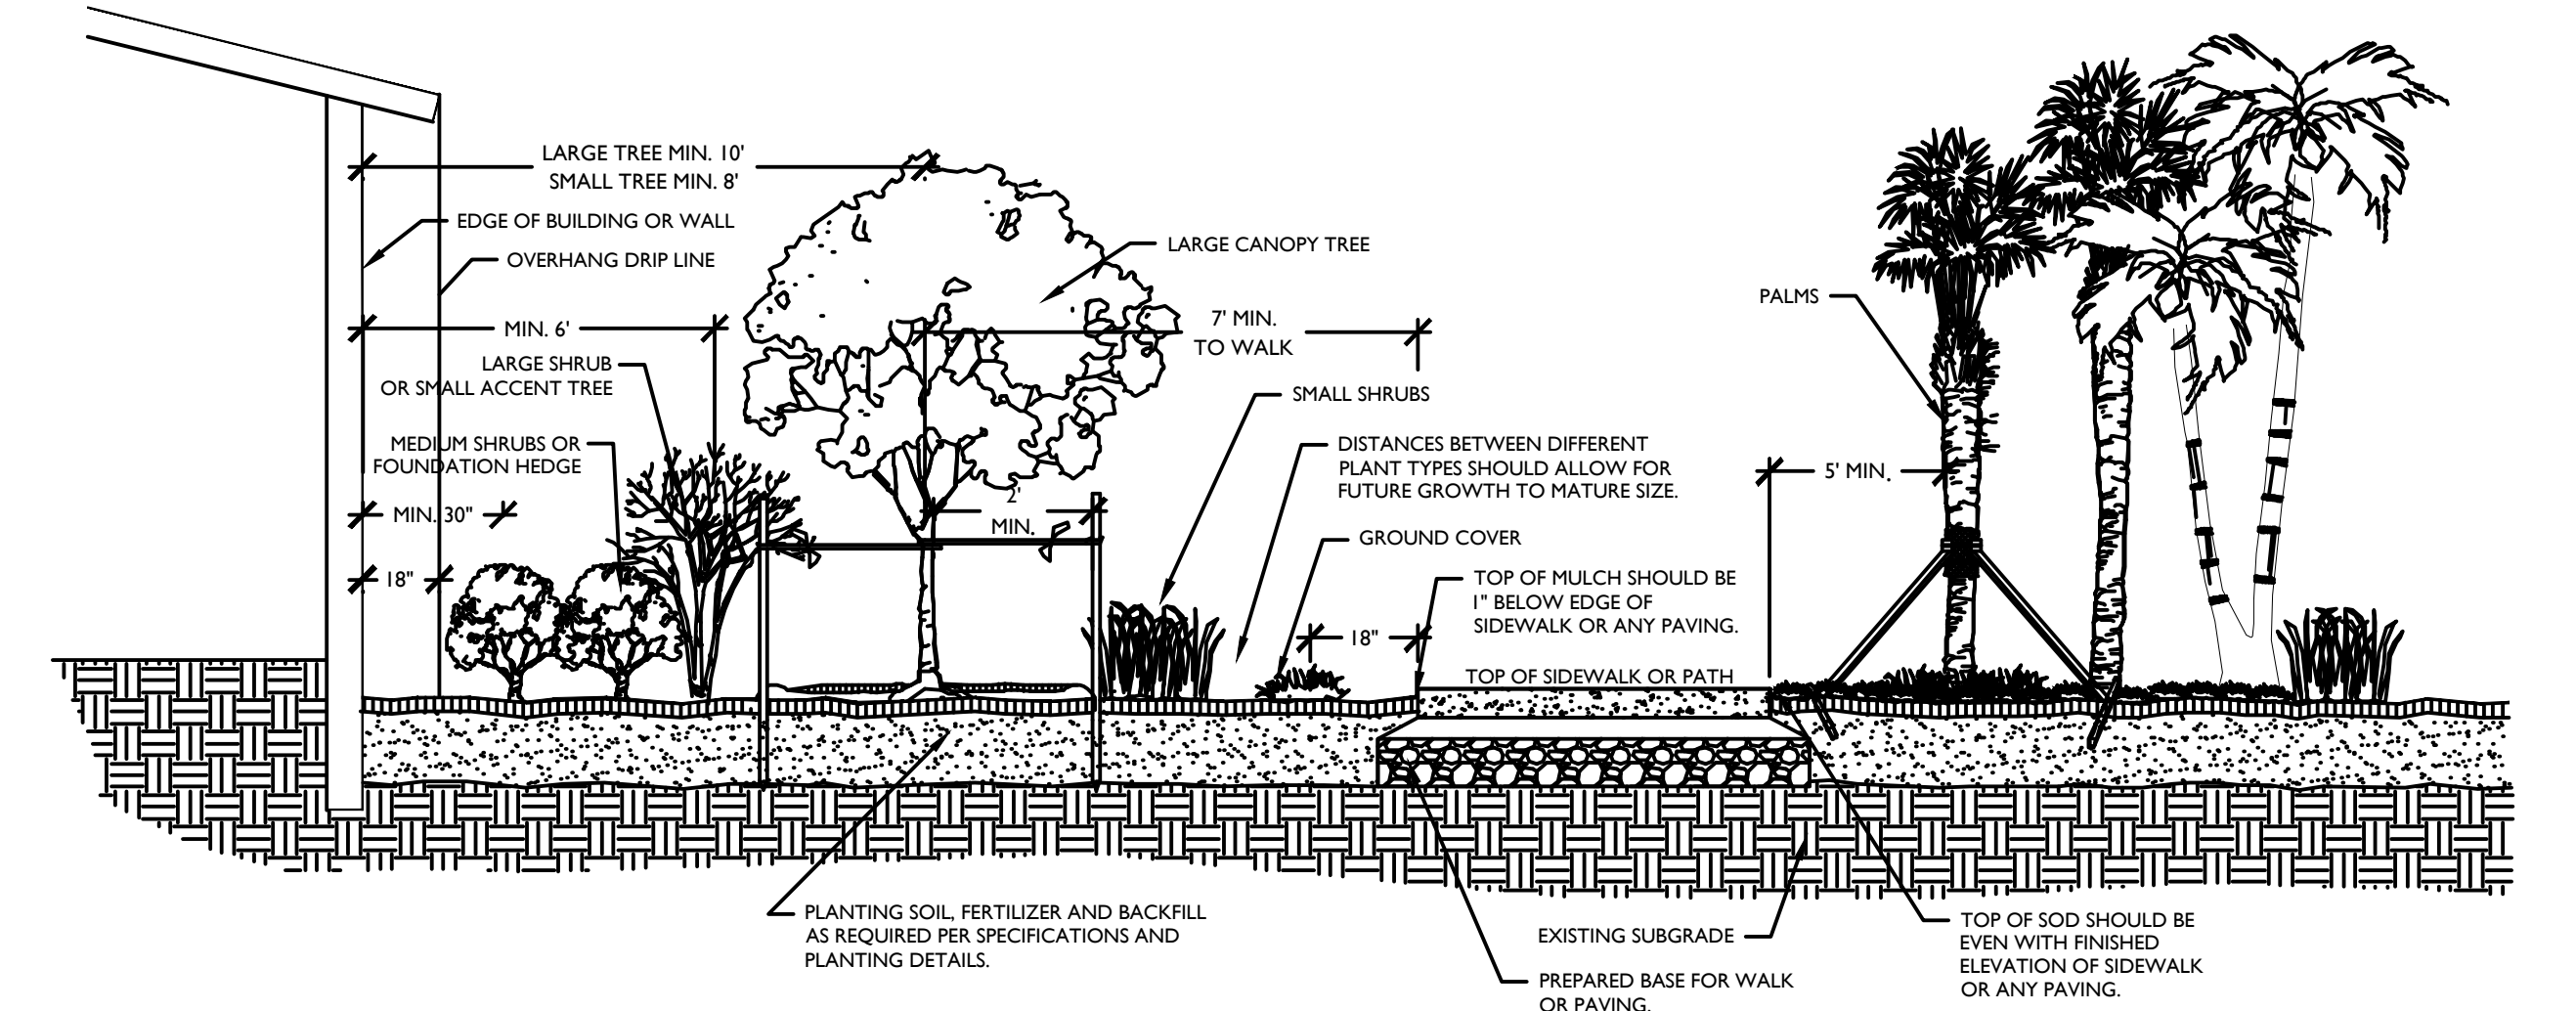 LARGE TREE MIN. 10'
SMALL TREE MIN. 8'
EDGE OF BUILDING OR WALL
OVERHANG DRIP LINE
LARGE CANOPY TREE
PALMS
MIN. 6'
7' MIN.
TO WALK
LARGE SHRUB
OR SMALL ACCENT TREE
SMALL SHRUBS
MEDIUM SHRUBS OR
FOUNDATION HEDGE
DISTANCES BETWEEN DIFFERENT
PLANT TYPES SHOULD ALLOW FOR
FUTURE GROWTH TO MATURE SIZE.
5' MIN.
MIN. 30"
2'
MIN.
GROUND COVER
18"
TOP OF MULCH SHOULD BE
1" BELOW EDGE OF
SIDEWALK OR ANY PAVING.
18"
TOP OF SIDEWALK OR PATH
PLANTING SOIL, FERTILIZER AND BACKFILL
AS REQUIRED PER SPECIFICATIONS AND
PLANTING DETAILS.
EXISTING SUBGRADE
PREPARED BASE FOR WALK
OR PAVING.
TOP OF SOD SHOULD BE
EVEN WITH FINISHED
ELEVATION OF SIDEWALK
OR ANY PAVING.